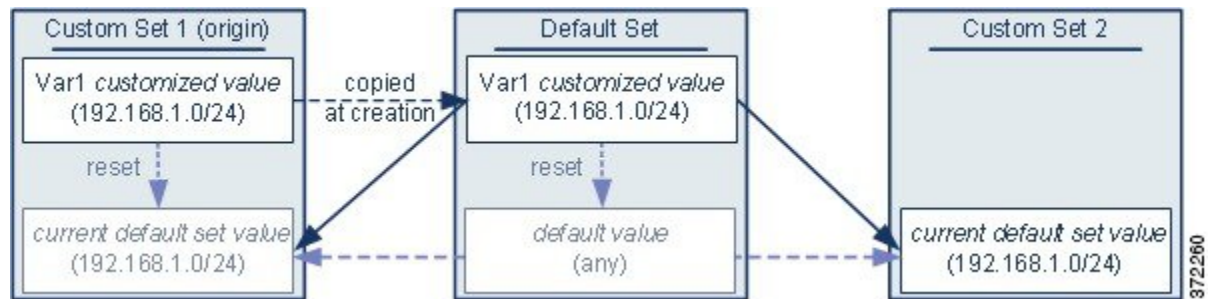 Custom Set 1 (origin)
Var1 customized value
(192.168.1.0/24)
reset
current default set value
(192.168.1.0/24)
copied
at creation
Default Set
Var1 customized value
(192.168.1.0/24)
reset
default value
(any)
Custom Set 2
current default set value
(192.168.1.0/24)
372260